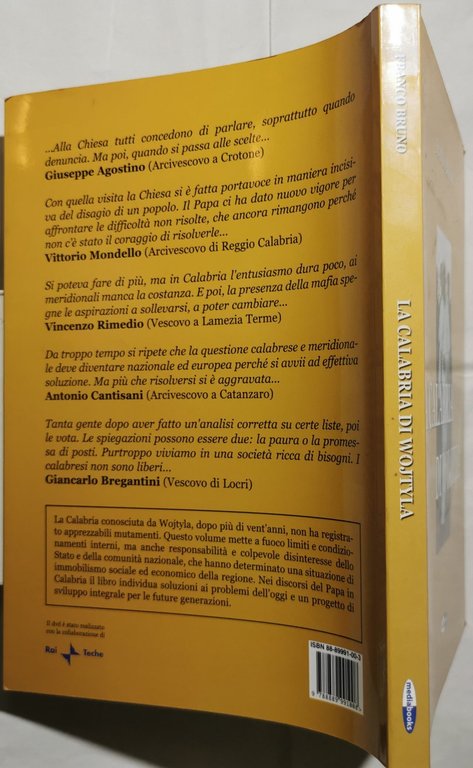 ...Alla Chiesa tutti concedono di parlare, soprattutto quando
denuncia. Ma poi, quando si passa alle scelte...
Giuseppe Agostino (Arcivescovo a Crotone)
Con quella visita la Chiesa si è fatta portavoce in maniera incisi-
va del disagio di un popolo. Il Papa ci ha dato nuovo vigore per
affrontare le difficoltà non risolte, che ancora rimangono perché
non c'è stato il coraggio di risolverle...
Vittorio Mondello (Arcivescovo di Reggio Calabria)
Si poteva fare di più, ma in Calabria l'entusiasmo dura poco, ai
meridionali manca la costanza. E poi, la presenza della mafia spe-
gne le aspirazioni a sollevarsi, a poter cambiare...
Vincenzo Rimedio (Vescovo a Lamezia Terme)
Da troppo tempo si ripete che la questione calabrese e meridiona-
le deve diventare nazionale ed europea perché si avvii ad effettiva
soluzione. Ma più che risolversi si è aggravata...
Antonio Cantisani (Arcivescovo a Catanzaro)
Tanta gente dopo aver fatto un'analisi corretta su certe liste, poi
le vota. Le spiegazioni possono essere due: la paura o la promes-
sa di posti. Purtroppo viviamo in una società ricca di bisogni. I
calabresi non sono liberi...
Giancarlo Bregantini (Vescovo di Locri)
La Calabria conosciuta da Wojtyla, dopo più di vent'anni, non ha registra-
to apprezzabili mutamenti. Questo volume mette a fuoco limiti e condizio-
namenti interni, ma anche responsabilità e colpevole disinteresse dello
Stato e della comunità nazionale, che hanno determinato una situazione di
immobilismo sociale ed economico della regione. Nei discorsi del Papa in
Calabria il libro individua soluzioni ai problemi dell'oggi e un progetto di
sviluppo integrale per le future generazioni.
Il dvd è stato realizzato
con la collaborazione di
Rai Teche
ISBN 88-89991-00-3
FRANCO BRUNO
LA CALABRIA DI WOJTYLA
mediabooks